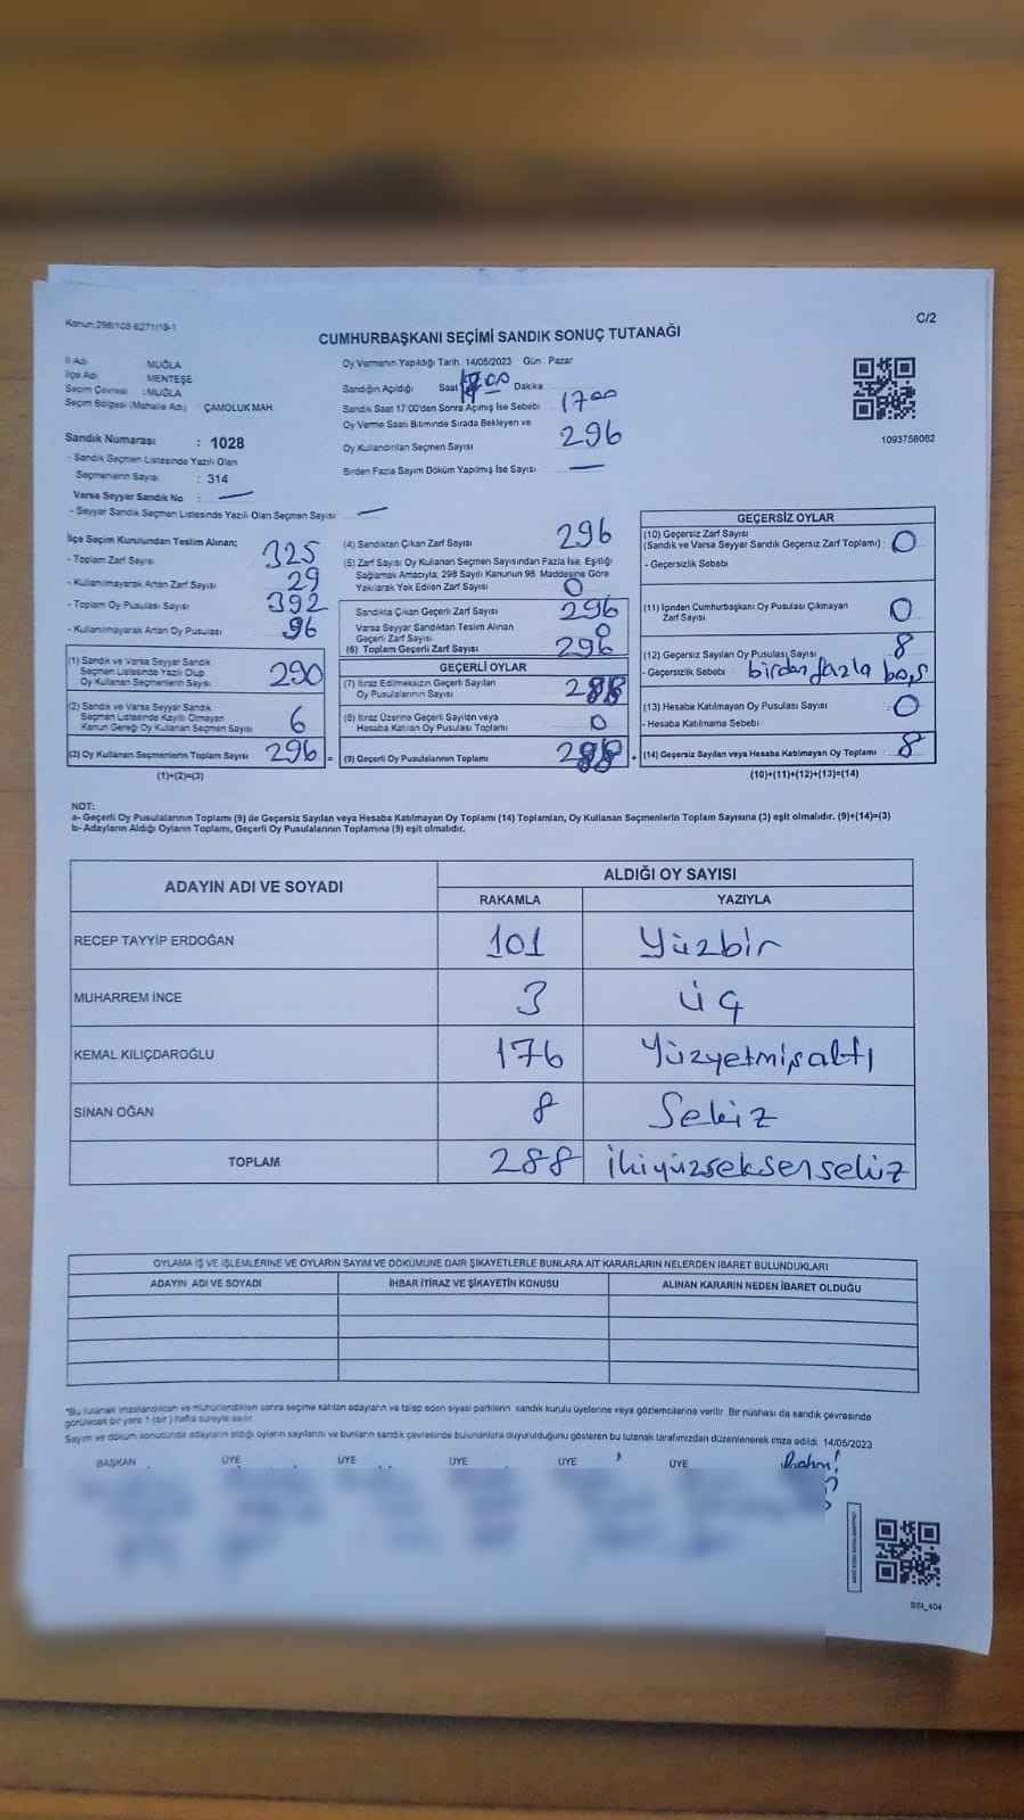 Kanun:298/105-6271/19-1
C/2
CUMHURBAŞKANI SEÇİMİ SANDIK SONUÇ TUTANAĞI
İl Adı MUĞLA
İlçe Adı MENTEŞE
Seçim Çevresi : MUĞLA
Seçim Bölgesi (Mahalle Adı) ÇAMOLUK MAH
Sandık Numarası : 1028
- Sandık Seçmen Listesinde Yazılı Olan
Seçmenlerin Sayısı : 314
Varsa Seyyar Sandık No : —
- Seyyar Sandık Seçmen Listesinde Yazılı Olan Seçmen Sayısı —
Oy Vermenin Yapıldığı Tarih 14/05/2023 Gün Pazar
Sandığın Açıldığı Saat 17 00 Dakika
Sandık Saat 17:00'den Sonra Açımış İse Sebebi 17 00
Oy Verme Saati Bitiminde Sırada Bekleyen ve
Oy Kullandırılan Seçmen Sayısı 296
Birden Fazla Sayım Döküm Yapılmış İse Sayısı —
1093758082
İlçe Seçim Kurulundan Teslim Alınan;
- Toplam Zarf Sayısı 325
- Kullanılmayarak Artan Zarf Sayısı 29
- Toplam Oy Pusulası Sayısı 392
- Kullanılmayarak Artan Oy Pusulası 96
(1) Sandık ve Varsa Seyyar Sandık
Seçmen Listesinde Yazılı Olup
Oy Kullanan Seçmenlerin Sayısı 290
(2) Sandık ve Varsa Seyyar Sandık
Seçmen Listesinde Kayıtlı Olmayan
Kanun Gereği Oy Kullanan Seçmen Sayısı 6
(3) Oy Kullanan Seçmenlerin Toplam Sayısı 296 =
(1)+(2)=(3)
(4) Sandıktan Çıkan Zarf Sayısı 296
(5) Zarf Sayısı Oy Kullanan Seçmen Sayısından Fazla İse, Eşitliği
Sağlamak Amacıyla, 298 Sayılı Kanunun 98. Maddesine Göre
Yakılarak Yok Edilen Zarf Sayısı 0
Sandıkta Çıkan Geçerli Zarf Sayısı 296
Varsa Seyyar Sandıktan Teslim Alınan
Geçerli Zarf Sayısı 0
(6) Toplam Geçerli Zarf Sayısı 296
GEÇERLİ OYLAR
(7) İtiraz Edilmeksizin Geçerli Sayılan
Oy Pusulalarının Sayısı 288
(8) İtiraz Üzerine Geçerli Sayılan veya
Hesaba Katılan Oy Pusulası Toplamı 0
(9) Geçerli Oy Pusulalarının Toplamı 288 +
GEÇERSİZ OYLAR
(10) Geçersiz Zarf Sayısı
(Sandık ve Varsa Seyyar Sandık Geçersiz Zarf Toplamı) 0
- Geçersizlik Sebebi
(11) İçinden Cumhurbaşkanı Oy Pusulası Çıkmayan
Zarf Sayısı 0
(12) Geçersiz Sayılan Oy Pusulası Sayısı 8
- Geçersizlik Sebebi birden fazla boş
(13) Hesaba Katılmayan Oy Pusulası Sayısı 0
- Hesaba Katılmama Sebebi
(14) Geçersiz Sayılan veya Hesaba Katılmayan Oy Toplamı 8
(10)+(11)+(12)+(13)=(14)
NOT:
a- Geçerli Oy Pusulalarının Toplamı (9) ile Geçersiz Sayılan veya Hesaba Katılmayan Oy Toplamı (14) Toplamları, Oy Kullanan Seçmenlerin Toplam Sayısına (3) eşit olmalıdır. (9)+(14)=(3)
b- Adayların Aldığı Oyların Toplamı, Geçerli Oy Pusulalarının Toplamına (9) eşit olmalıdır.
ADAYIN ADI VE SOYADI ALDIĞI OY SAYISI
RAKAMLA YAZIYLA
RECEP TAYYİP ERDOĞAN 101 Yüzbir
MUHARREM İNCE 3 üç
KEMAL KILIÇDAROĞLU 176 Yüzyetmişaltı
SİNAN OĞAN 8 Sekiz
TOPLAM 288 ikiyüzseksensekiz
OYLAMA İŞ VE İŞLEMLERİNE VE OYLARIN SAYIM VE DÖKÜMÜNE DAİR ŞİKAYETLERLE BUNLARA AİT KARARLARIN NELERDEN İBARET BULUNDUKLARI
ADAYIN ADI VE SOYADI İHBAR İTİRAZ VE ŞİKAYETİN KONUSU ALINAN KARARIN NEDEN İBARET OLDUĞU
*Bu tutanak imzalandıktan ve mühürlendikten sonra seçime katılan adayların ve talep eden siyasi partilerin sandık kurulu üyelerine veya gözlemcilerine verilir. Bir nüshası da sandık çevresinde
görülecek bir yere 1 (bir) hafta süreyle asılır
Sayım ve döküm sonucunda adayların aldığı oyların sayılarını ve bunların sandık çevresinde bulunanlara duyurulduğunu gösteren bu tutanak tarafımızdan düzenlenerek imza edildi. 14/05/2023
BAŞKAN ÜYE ÜYE ÜYE ÜYE ÜYE
SSI_404